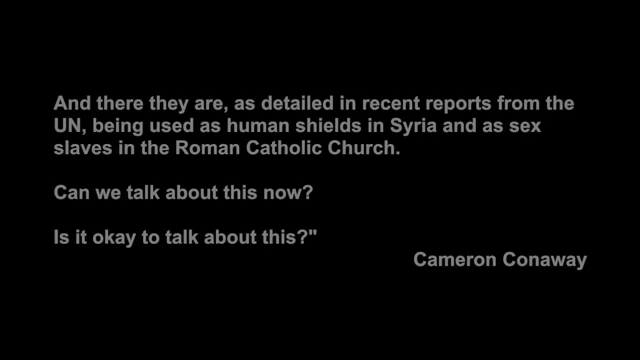 And there they are, as detailed in recent reports from the
UN, being used as human shields in Syria and as sex
slaves in the Roman Catholic Church.
Can we talk about this now?
Is it okay to talk about this?"
Cameron Conaway